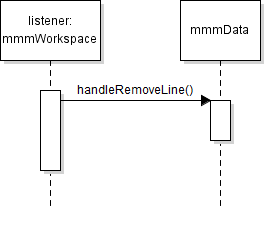 listener:
mmmWorkspace
mmmData
handleRemoveLine()